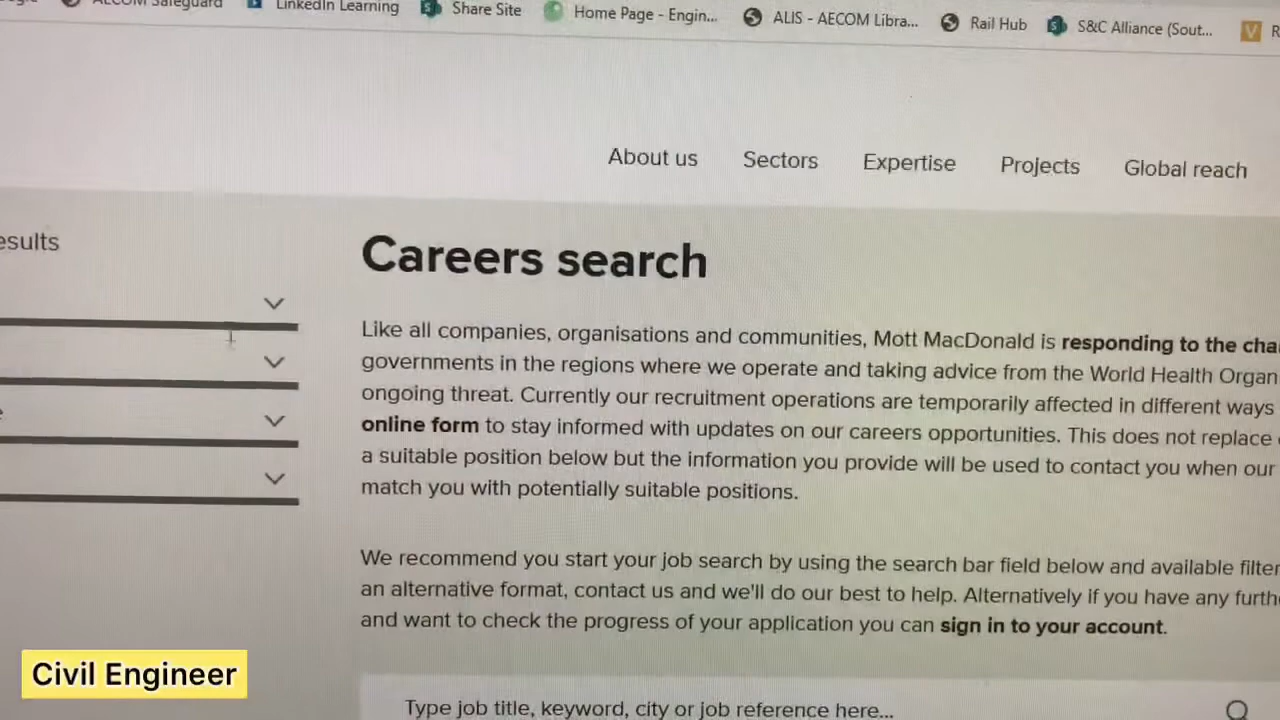 AECOM Safeguard
LinkedIn Learning
Share Site
Home Page - Engin...
ALIS - AECOM Libra...
Rail Hub
S&C Alliance (Sout...
About us
Sectors
Expertise
Projects
Global reach
esults
Careers search
Like all companies, organisations and communities, Mott MacDonald is responding to the cha
governments in the regions where we operate and taking advice from the World Health Organ
ongoing threat. Currently our recruitment operations are temporarily affected in different ways
online form to stay informed with updates on our careers opportunities. This does not replace
a suitable position below but the information you provide will be used to contact you when our
match you with potentially suitable positions.
We recommend you start your job search by using the search bar field below and available filter
an alternative format, contact us and we'll do our best to help. Alternatively if you have any furth
and want to check the progress of your application you can sign in to your account.
Type job title, keyword, city or job reference here...
Civil Engineer